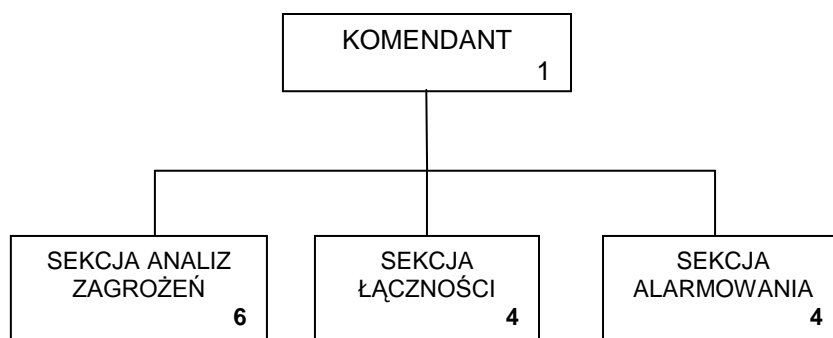 KOMENDANT
1
SEKCJA ANALIZ
ZAGROŻEŃ
6
SEKCJA
ŁĄCZNOŚCI
4
SEKCJA
ALARMOWANIA
4